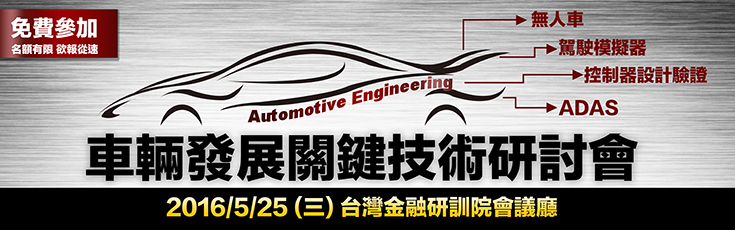 免費參加
名額有限 欲報從速
無人車
駕駛模擬器
控制器設計驗證
ADAS
Automotive Engineering
車輛發展關鍵技術研討會
2016/5/25 (三) 台灣金融研訓院會議廳